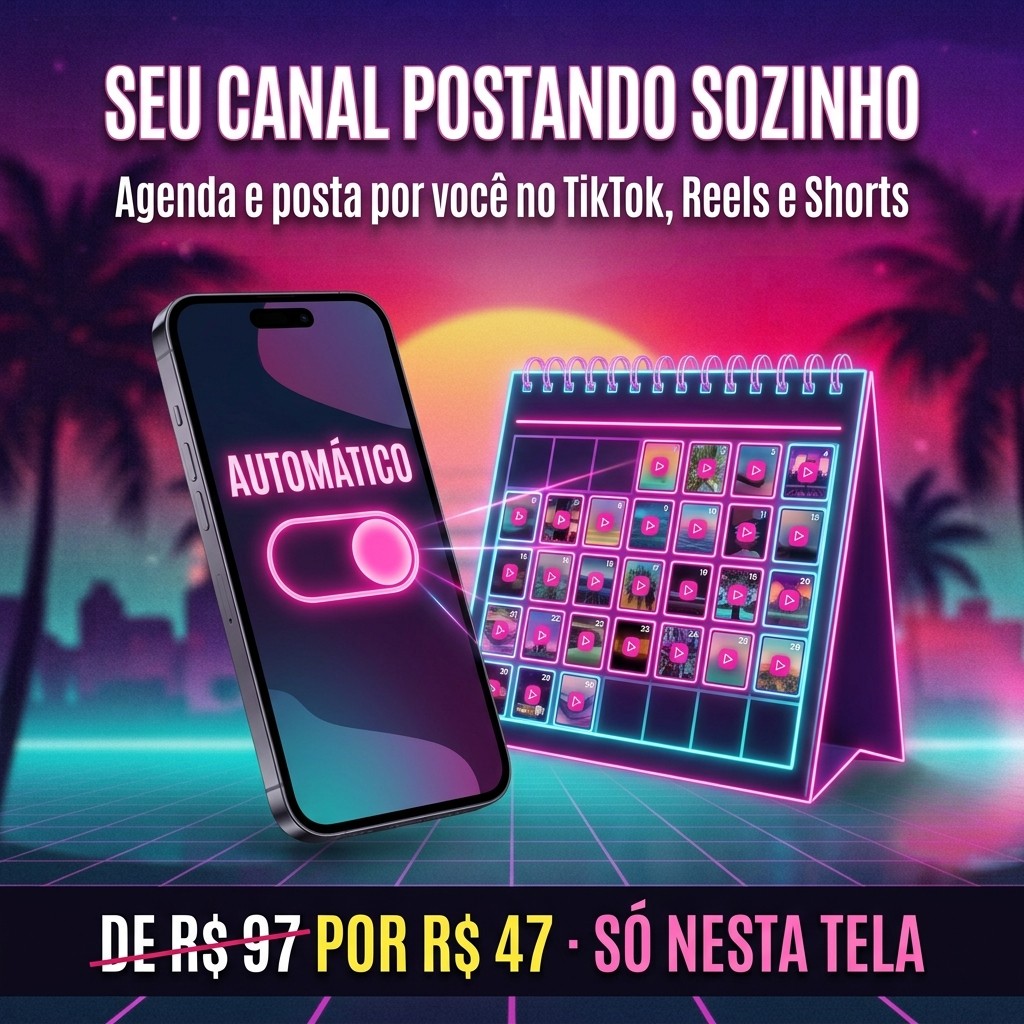 SEU CANAL POSTANDO SOZINHO
Agenda e posta por você no TikTok, Reels e Shorts
AUTOMÁTICO
DE R$ 97 POR R$ 47 · SÓ NESTA TELA